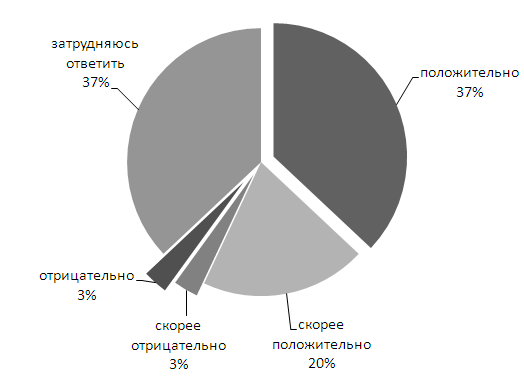 затрудняюсь
ответить
37%
положительно
37%
отрицательно
3%
скорее
отрицательно
3%
скорее
положительно
20%